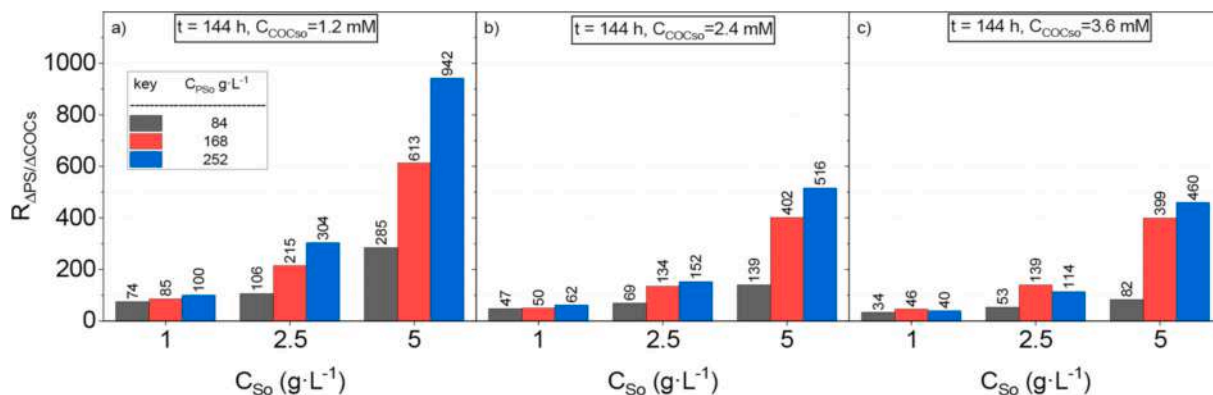 a) t = 144 h, C_COCso=1.2 mM
b) t = 144 h, C_COCso=2.4 mM
c) t = 144 h, C_COCso=3.6 mM
R_ΔPS/ΔCOCs
1000
800
600
400
200
0
key C_PSo g·L⁻¹
84
168
252
74 85 100 106 215 304 285 613 942
47 50 62 69 134 152 139 402 516
34 46 40 53 139 114 82 399 460
1 2.5 5 1 2.5 5 1 2.5 5
C_So (g·L⁻¹) C_So (g·L⁻¹) C_So (g·L⁻¹)